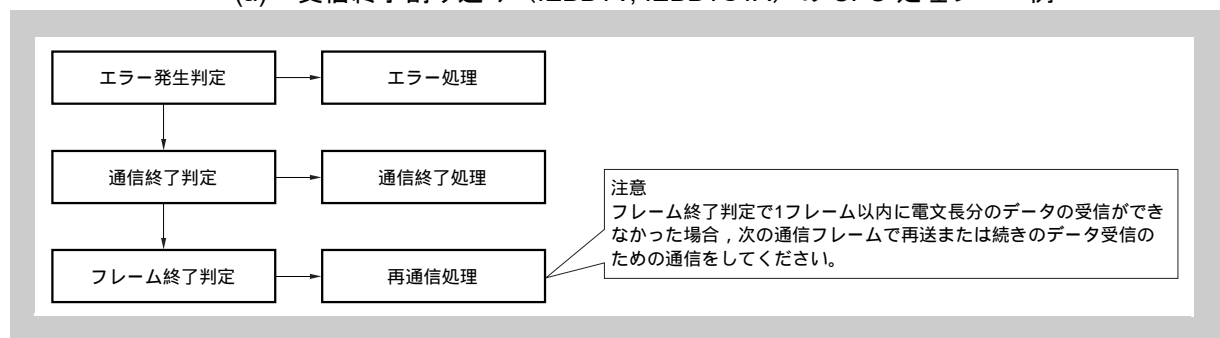 エラー発生判定
エラー処理
通信終了判定
通信終了処理
フレーム終了判定
再通信処理
注意
フレーム終了判定で1フレーム以内に電文長分のデータの受信ができ
なかった場合，次の通信フレームで再送または続きのデータ受信の
ための通信をしてください。